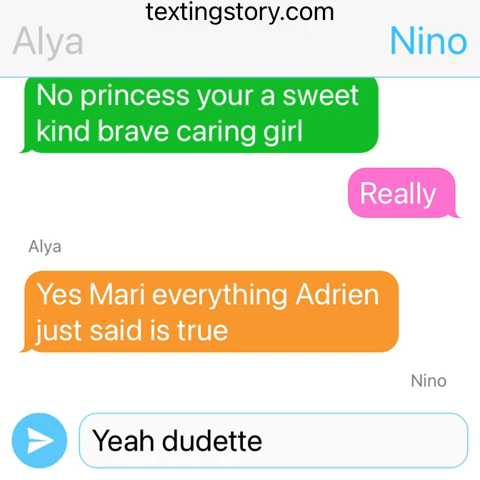 textingstory.com
Alya
Nino
No princess your a sweet
kind brave caring girl
Really
Alya
Yes Mari everything Adrien
just said is true
Nino
Yeah dudette